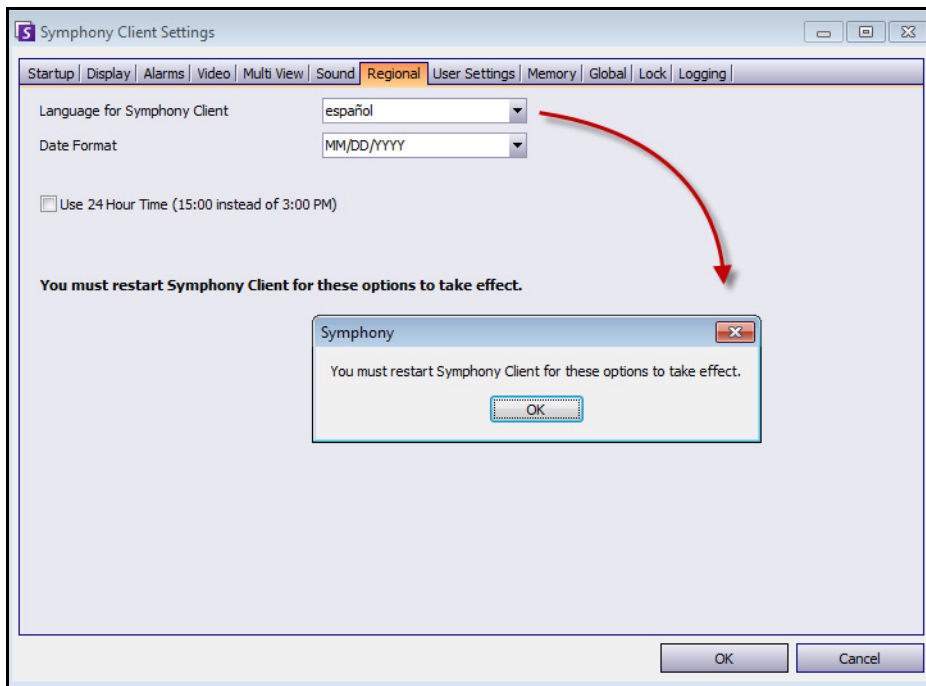 Symphony Client Settings
Startup Display Alarms Video Multi View Sound Regional User Settings Memory Global Lock Logging
Language for Symphony Client español
Date Format MM/DD/YYYY
Use 24 Hour Time (15:00 instead of 3:00 PM)
You must restart Symphony Client for these options to take effect.
Symphony
You must restart Symphony Client for these options to take effect.
OK
OK Cancel